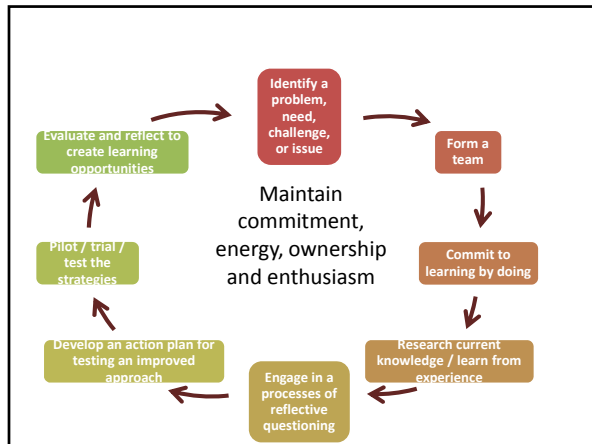 Identify a
problem,
need,
challenge,
or issue
Form a
team
Commit to
learning by doing
Research current
knowledge / learn from
experience
Engage in a
processes of
reflective
questioning
Develop an action plan for
testing an improved
approach
Pilot / trial /
test the
strategies
Evaluate and reflect to
create learning
opportunities
Maintain
commitment,
energy, ownership
and enthusiasm